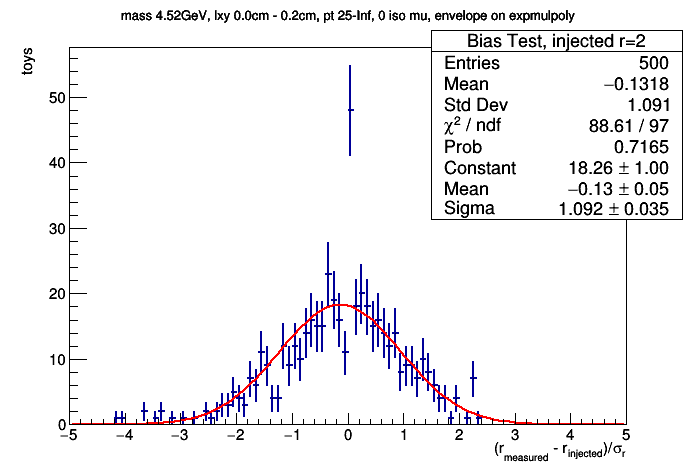 mass 4.52GeV, lxy 0.0cm - 0.2cm, pt 25-Inf, 0 iso mu, envelope on expmulpoly
Bias Test, injected r=2
Entries 500
Mean −0.1318
Std Dev 1.091
χ² / ndf 88.61 / 97
Prob 0.7165
Constant 18.26 ± 1.00
Mean −0.13 ± 0.05
Sigma 1.092 ± 0.035
toys
50
40
30
20
10
0
−5 −4 −3 −2 −1 0 1 2 3 4 5
(r_measured - r_injected)/σ_r